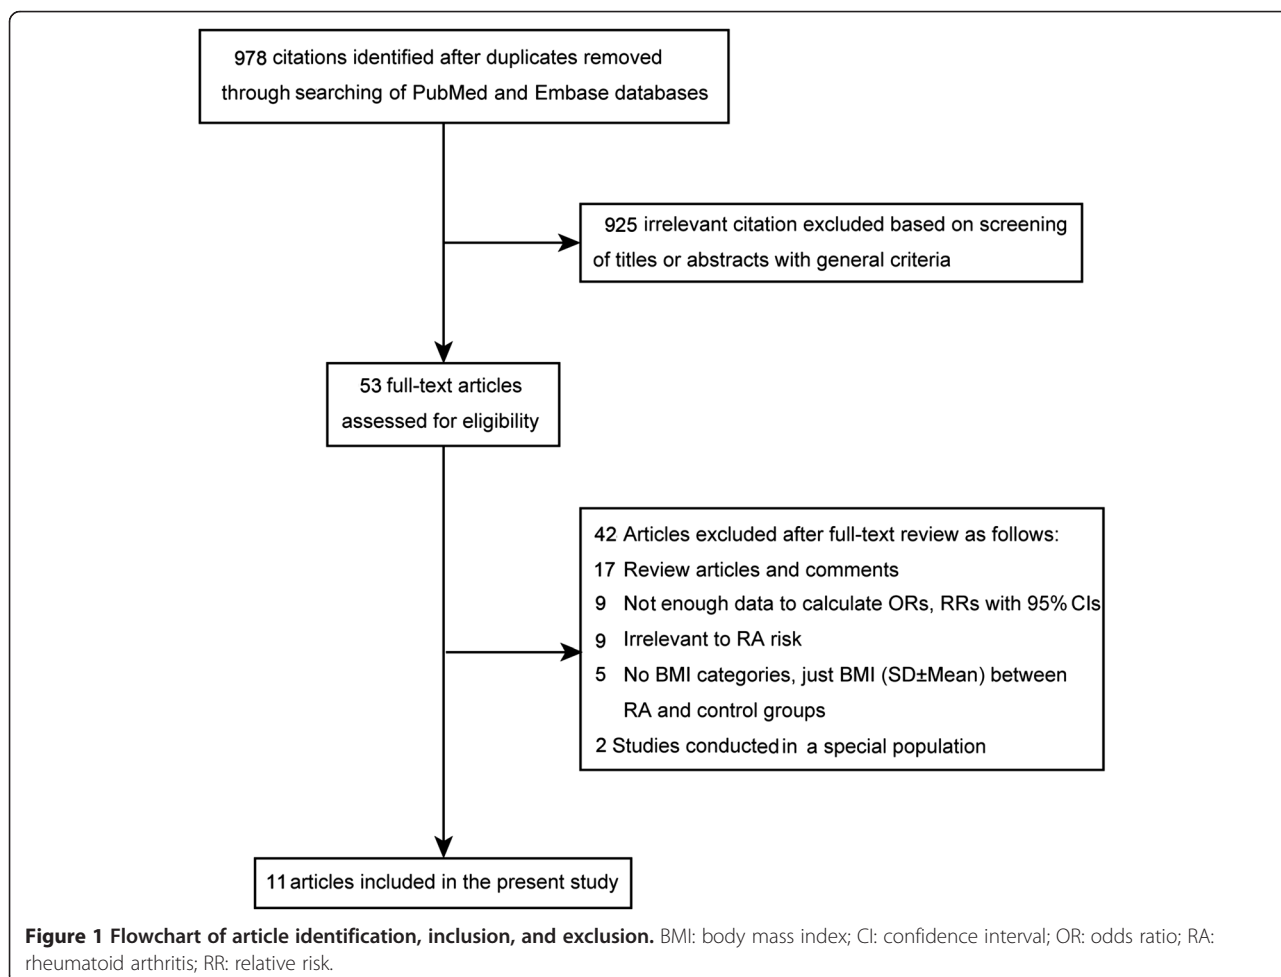 978 citations identified after duplicates removed
through searching of PubMed and Embase databases
925 irrelevant citation excluded based on screening
of titles or abstracts with general criteria
53 full-text articles
assessed for eligibility
42 Articles excluded after full-text review as follows:
17 Review articles and comments
9 Not enough data to calculate ORs, RRs with 95% CIs
9 Irrelevant to RA risk
5 No BMI categories, just BMI (SD±Mean) between
RA and control groups
2 Studies conducted in a special population
11 articles included in the present study
Figure 1 Flowchart of article identification, inclusion, and exclusion. BMI: body mass index; CI: confidence interval; OR: odds ratio; RA:
rheumatoid arthritis; RR: relative risk.